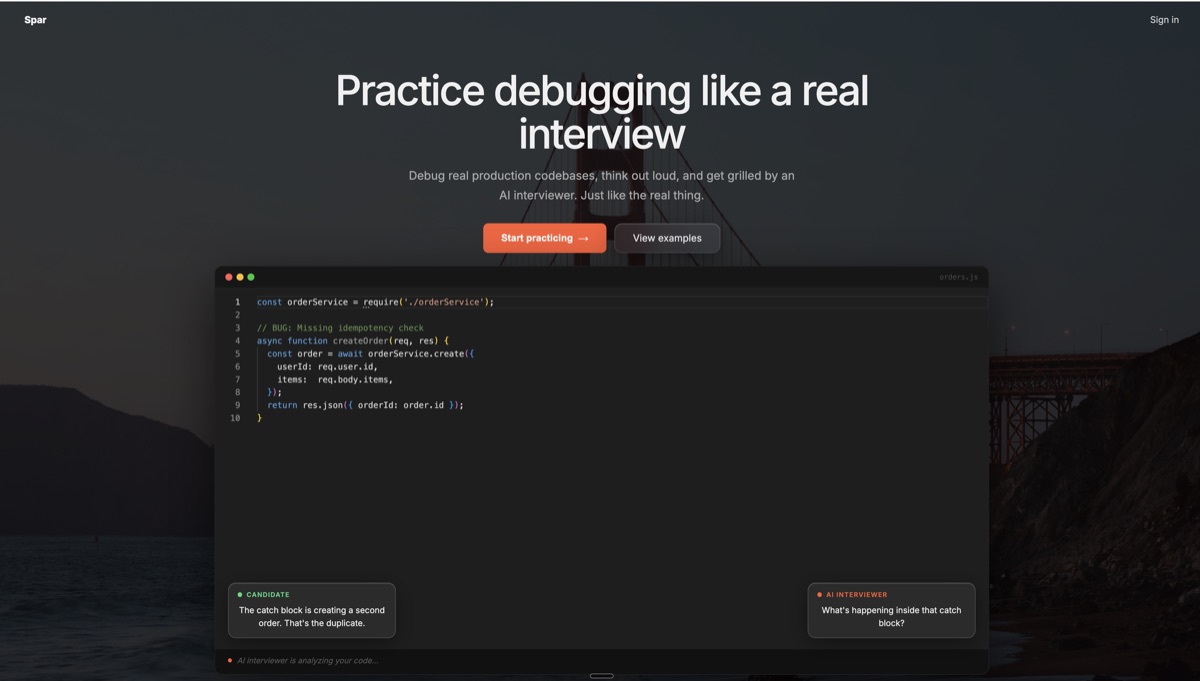 Spar
Sign in
Practice debugging like a real
interview
Debug real production codebases, think out loud, and get grilled by an
AI interviewer. Just like the real thing.
Start practicing →
View examples
orders.js
1 const orderService = require('./orderService');
2
3 // BUG: Missing idempotency check
4 async function createOrder(req, res) {
5   const order = await orderService.create({
6     userId: req.user.id,
7     items:  req.body.items,
8   });
9   return res.json({ orderId: order.id });
10 }
CANDIDATE
The catch block is creating a second
order. That's the duplicate.
AI INTERVIEWER
What's happening inside that catch
block?
AI interviewer is analyzing your code...